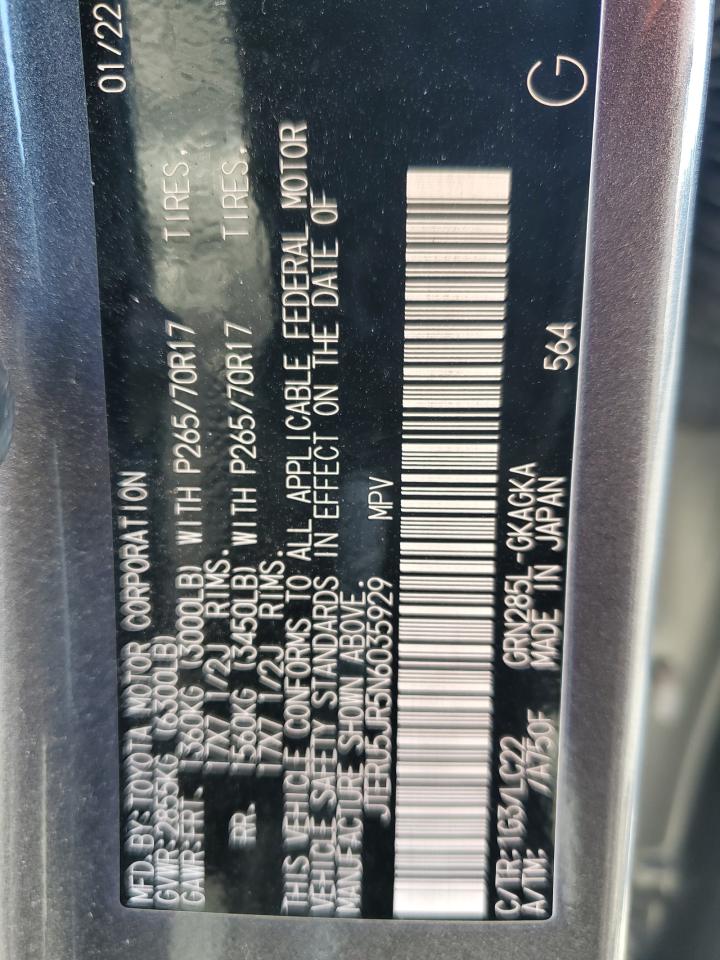 MFD.BY:TOYOTA MOTOR CORPORATION 01/22
GVWR:2855KG (6300LB)
GAWR:FRT. 1360KG (3000LB) WITH P265/70R17 TIRES,
17X7 1/2J RIMS.
RR. 1560KG (3450LB) WITH P265/70R17 TIRES,
17X7 1/2J RIMS.
THIS VEHICLE CONFORMS TO ALL APPLICABLE FEDERAL MOTOR
VEHICLE SAFETY STANDARDS IN EFFECT ON THE DATE OF
MANUFACTURE SHOWN ABOVE.
JTERU5JR5N6035929 MPV
C/TR:1G3/LC22 GRN285L-GKAGKA
A/TM: /A750F MADE IN JAPAN 564 G